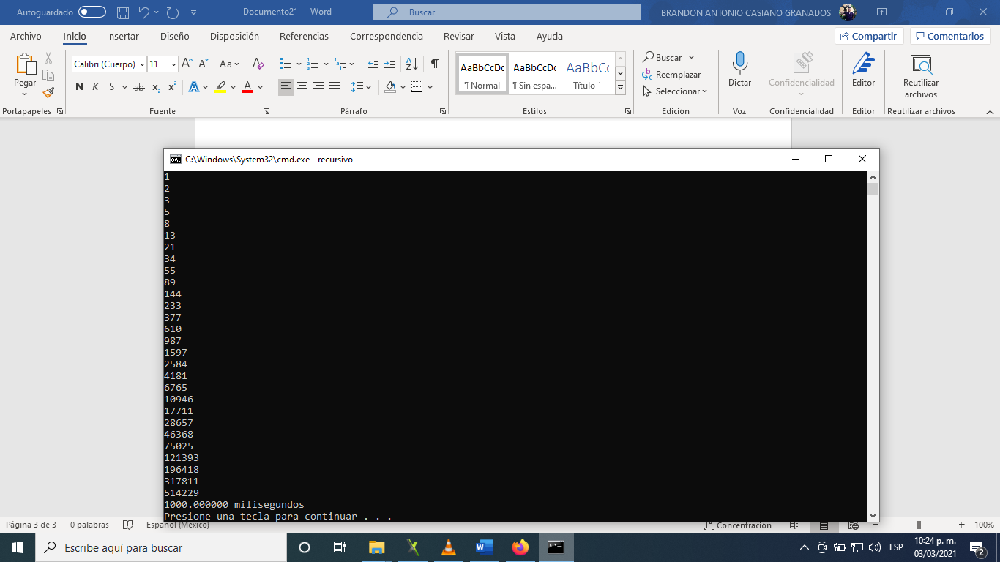 Autoguardado
Documento21 - Word
Buscar
BRANDON ANTONIO CASIANO GRANADOS
Archivo Inicio Insertar Diseño Disposición Referencias Correspondencia Revisar Vista Ayuda
Compartir Comentarios
Pegar
Calibri (Cuerpo) 11
Aa
N K S ab x₂ x² A A
AaBbCcDc AaBbCcDc AaBbCc
¶ Normal ¶ Sin espa... Título 1
Buscar
Reemplazar
Seleccionar
Dictar
Confidencialidad
Editor
Reutilizar
archivos
Portapapeles Fuente Párrafo Estilos Edición Voz Confidencialidad Editor Reutilizar archivos
C:\Windows\System32\cmd.exe - recursivo
1
2
3
5
8
13
21
34
55
89
144
233
377
610
987
1597
2584
4181
6765
10946
17711
28657
46368
75025
121393
196418
317811
514229
1000.000000 milisegundos
Presione una tecla para continuar . . .
Página 3 de 3 0 palabras Español (México) Concentración 100%
Escribe aquí para buscar
ESP
10:24 p. m.
03/03/2021
2